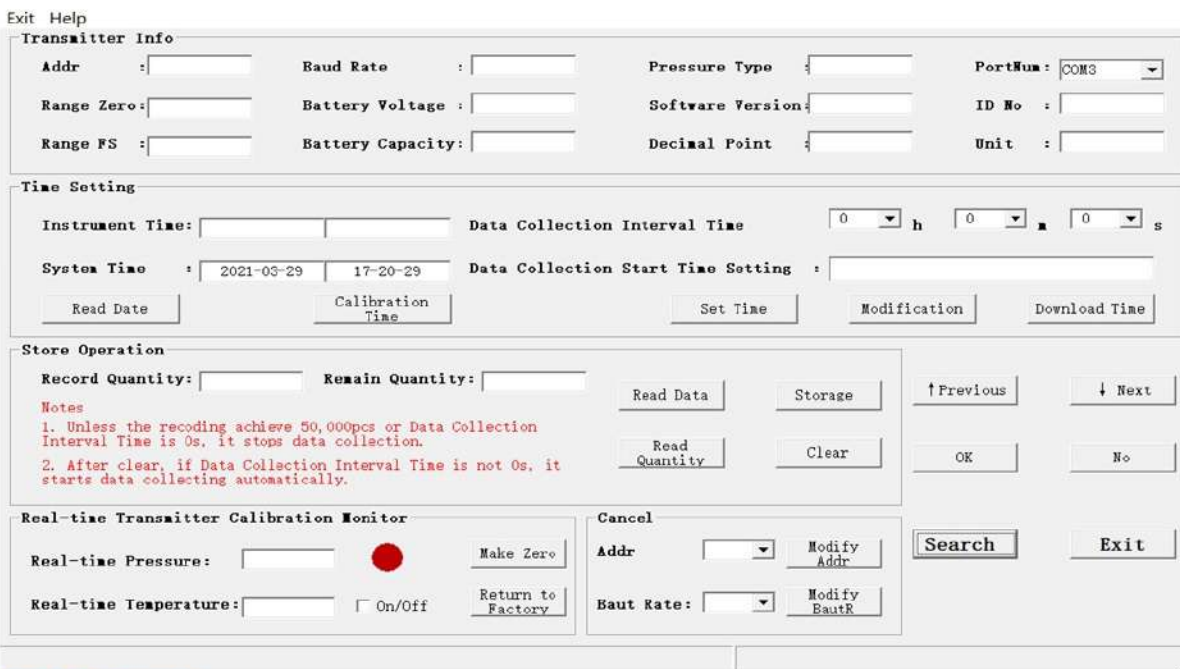 Exit Help
Transmitter Info
Addr : Baud Rate : Pressure Type : PortNum: COM3
Range Zero: Battery Voltage : Software Version: ID No :
Range FS : Battery Capacity: Decimal Point : Unit :
Time Setting
Instrument Time: Data Collection Interval Time 0 h 0 m 0 s
System Time : 2021-03-29 17-20-29 Data Collection Start Time Setting :
Read Date Calibration Time Set Time Modification Download Time
Store Operation
Record Quantity: Remain Quantity:
Read Data Storage ↑Previous ↓ Next
Notes
1. Unless the recoding achieve 50,000pcs or Data Collection
Interval Time is 0s, it stops data collection.
2. After clear, if Data Collection Interval Time is not 0s, it
starts data collecting automatically.
Read Quantity Clear OK No
Real-time Transmitter Calibration Monitor Cancel
Real-time Pressure: Make Zero Addr Modify Addr Search Exit
Real-time Temperature: On/Off Return to Factory Baut Rate: Modify BautR